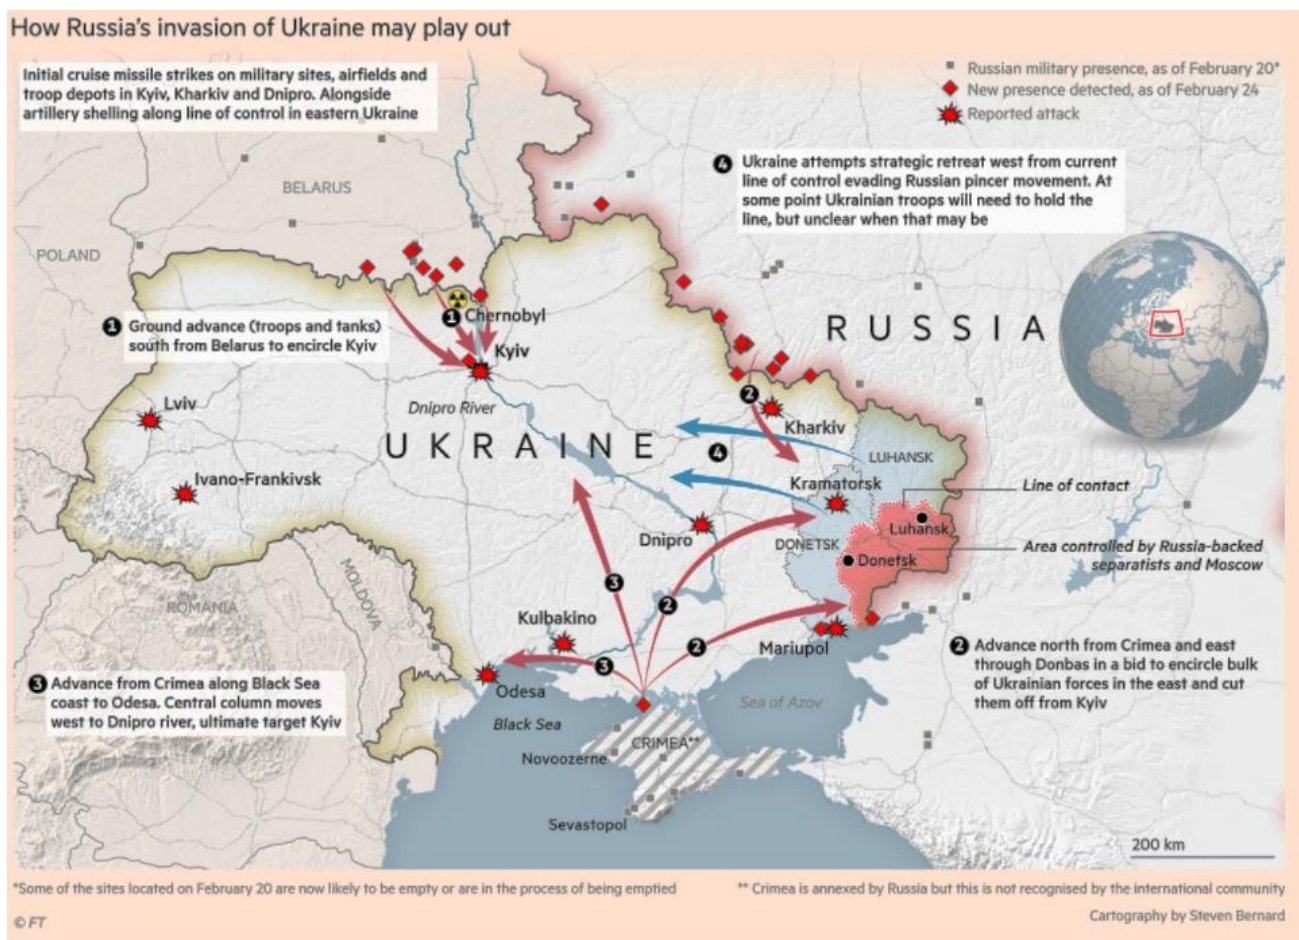 How Russia's invasion of Ukraine may play out
Initial cruise missile strikes on military sites, airfields and
troop depots in Kyiv, Kharkiv and Dnipro. Alongside
artillery shelling along line of control in eastern Ukraine
Russian military presence, as of February 20*
New presence detected, as of February 24
Reported attack
4 Ukraine attempts strategic retreat west from current
line of control evading Russian pincer movement. At
some point Ukrainian troops will need to hold the
line, but unclear when that may be
BELARUS
POLAND
1 Ground advance (troops and tanks)
south from Belarus to encircle Kyiv
1
Chernobyl
Kyiv
RUSSIA
Lviv
Dnipro River
2
Kharkiv
UKRAINE
4
LUHANSK
Ivano-Frankivsk
Kramatorsk
Line of contact
Luhansk
Dnipro
DONETSK
Donetsk
Area controlled by Russia-backed
separatists and Moscow
MOLDOVA
ROMANIA
3
2
Kulbakino
Mariupol
2
3
2 Advance north from Crimea and east
through Donbas in a bid to encircle bulk
of Ukrainian forces in the east and cut
them off from Kyiv
3 Advance from Crimea along Black Sea
coast to Odesa. Central column moves
west to Dnipro river, ultimate target Kyiv
Odesa
Black Sea
Sea of Azov
CRIMEA**
Novoozerne
Sevastopol
200 km
*Some of the sites located on February 20 are now likely to be empty or are in the process of being emptied
** Crimea is annexed by Russia but this is not recognised by the international community
© FT
Cartography by Steven Bernard